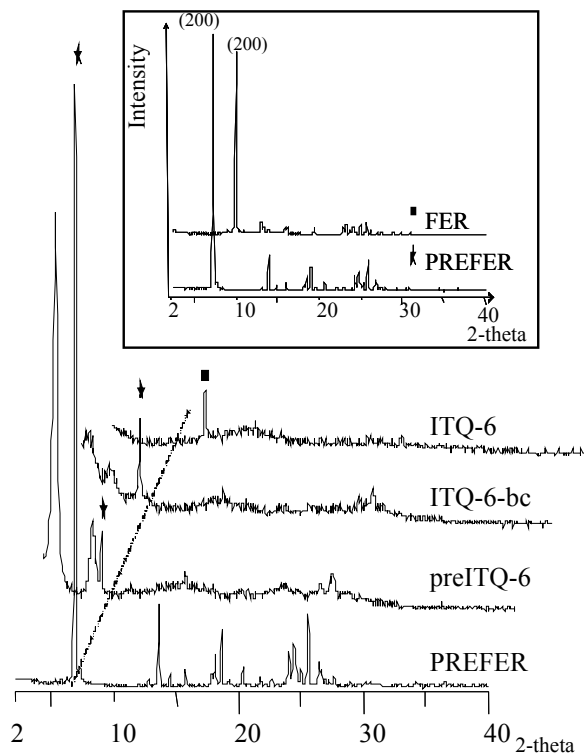 (200)
(200)
Intensity
FER
PREFER
2 10 20 30 40
2-theta
ITQ-6
ITQ-6-bc
preITQ-6
PREFER
2 10 20 30 40 2-theta